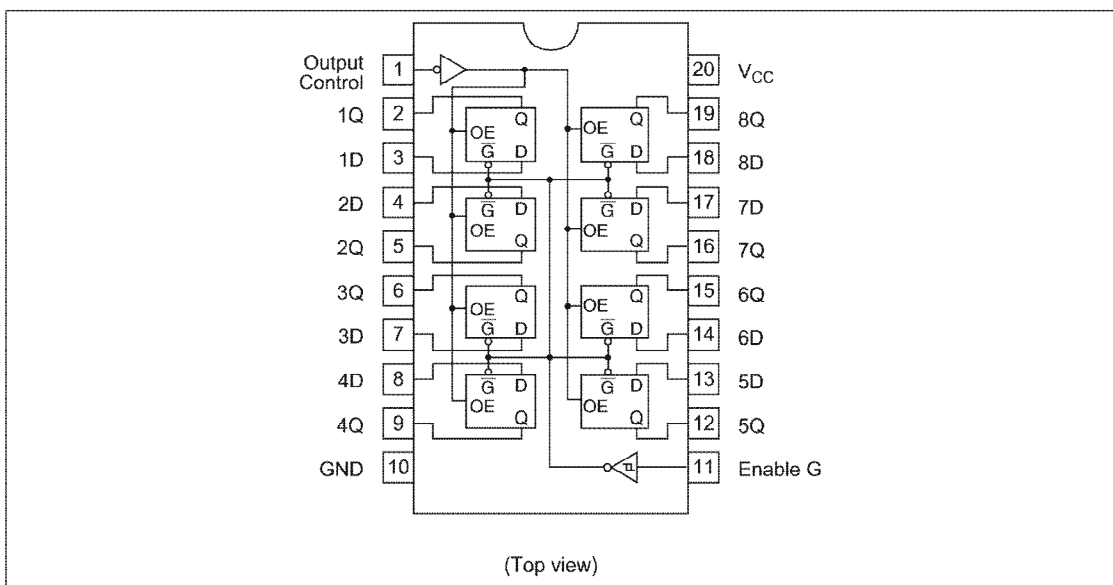 Output Control 1 20 VCC
1Q 2 Q Q 19 8Q
OE OE
1D 3 G D G D 18 8D
2D 4 G D G D 17 7D
OE OE
2Q 5 Q Q 16 7Q
3Q 6 Q Q 15 6Q
OE OE
3D 7 G D G D 14 6D
4D 8 G D G D 13 5D
OE OE
4Q 9 Q Q 12 5Q
GND 10 11 Enable G
(Top view)